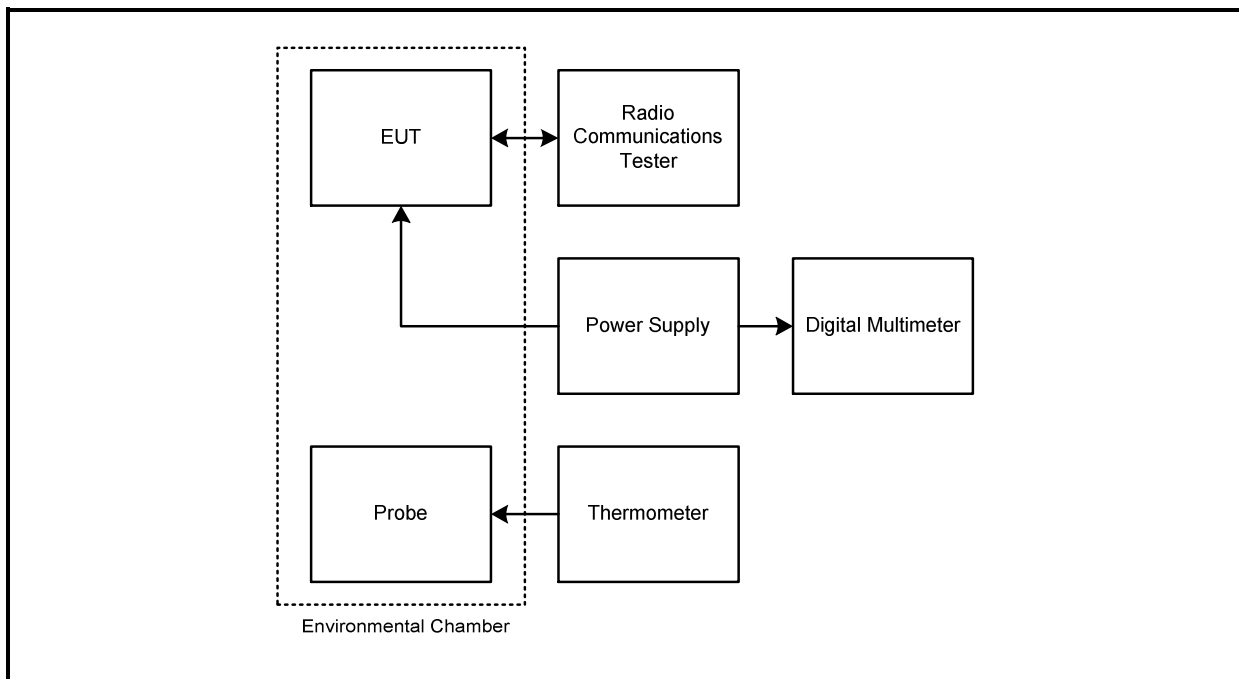 EUT
Radio
Communications
Tester
Power Supply
Digital Multimeter
Probe
Thermometer
Environmental Chamber